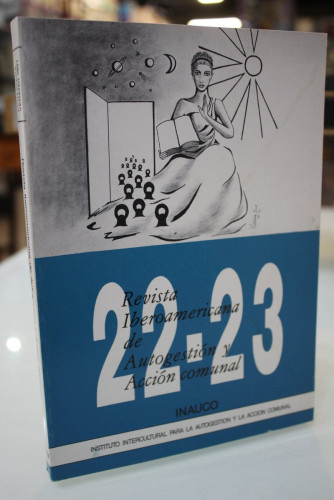 22-23
Revista
Iberoamericana
de
Autogestión y
Acción comunal
INAUCO
INSTITUTO INTERCULTURAL PARA LA AUTOGESTION Y LA ACCION COMUNAL